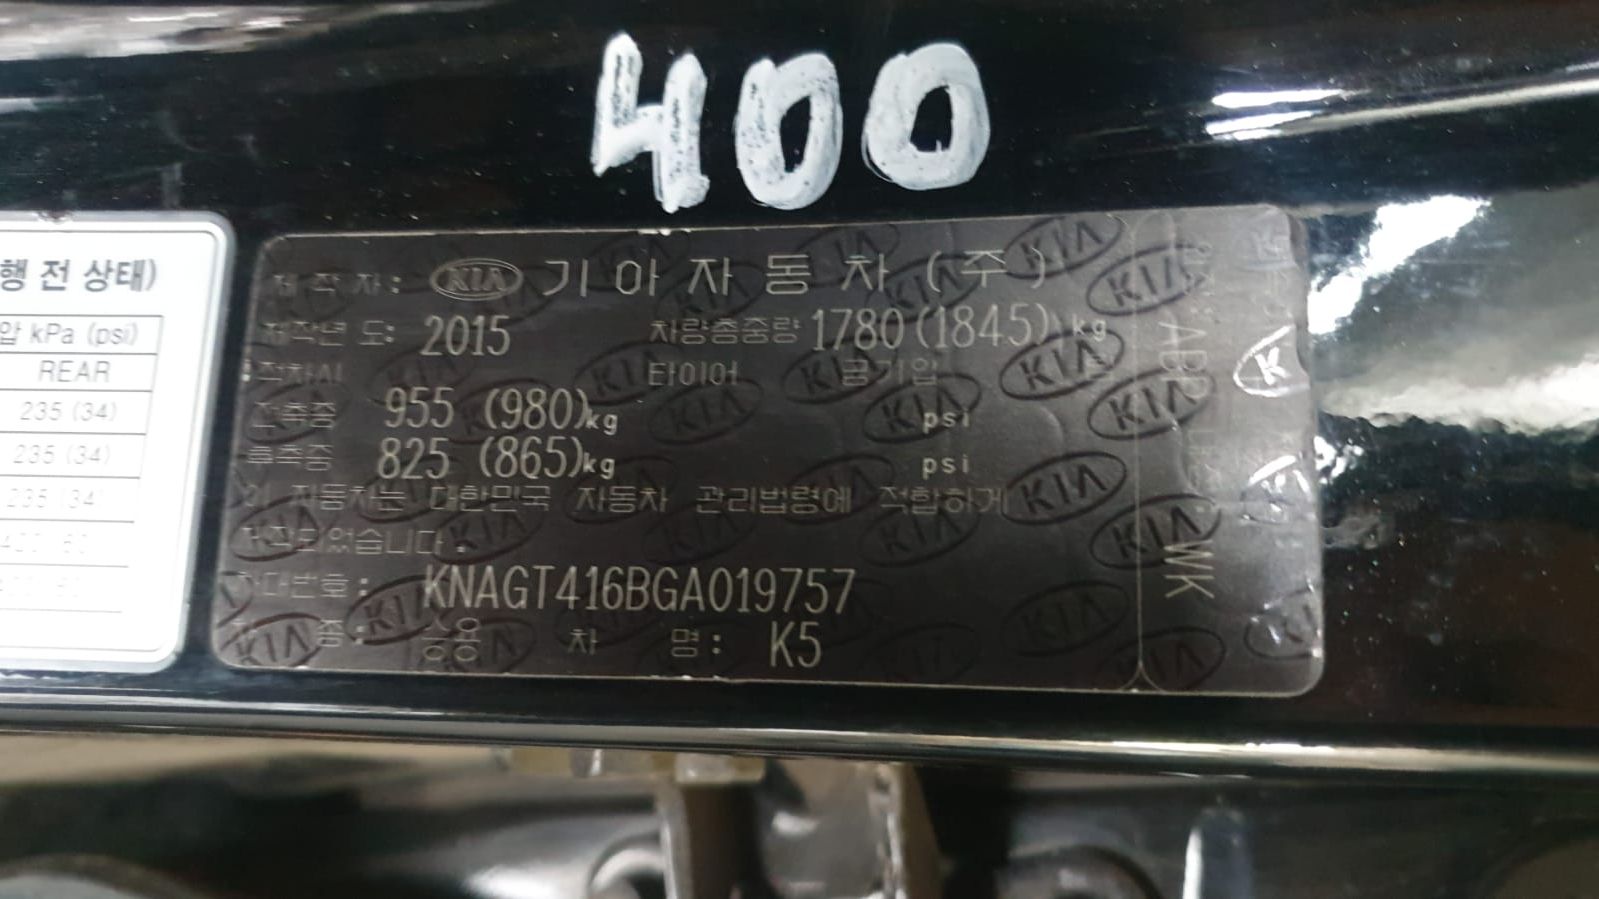 400
행 전 상태)
압 kPa (psi)
REAR
235 (34)
235 (34)
235 (34)
제 작 자 : KIA 기 아 자 동 차 (주)
제작년 도: 2015 차량총중량 1780 (1845) kg
적차시 타이어 공기압
전축중 955 (980)kg psi
후축중 825 (865)kg psi
이 자동차는 대한민국 자동차 관리법령에 적합하게
제작되었습니다.
차대번호: KNAGT416BGA019757
종: 승용 차 명: K5
WK